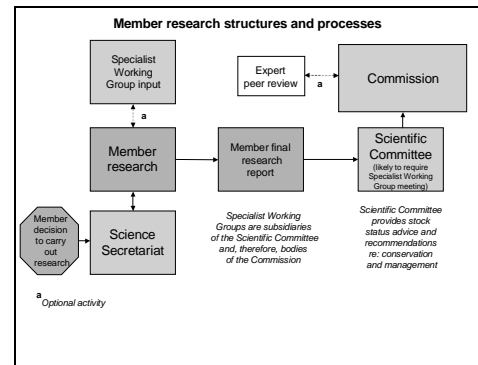 Member research structures and processes
Specialist
Working
Group input
Expert
peer review
a
Commission
a
Member
research
Member final
research
report
Scientific
Committee
(likely to require
Specialist Working
Group meeting)
Member
decision
to carry
out
research
Science
Secretariat
Specialist Working
Groups are subsidiaries
of the Scientific Committee
and, therefore, bodies
of the Commission
Scientific Committee
provides stock
status advice and
recommendations
re: conservation
and management
a Optional activity